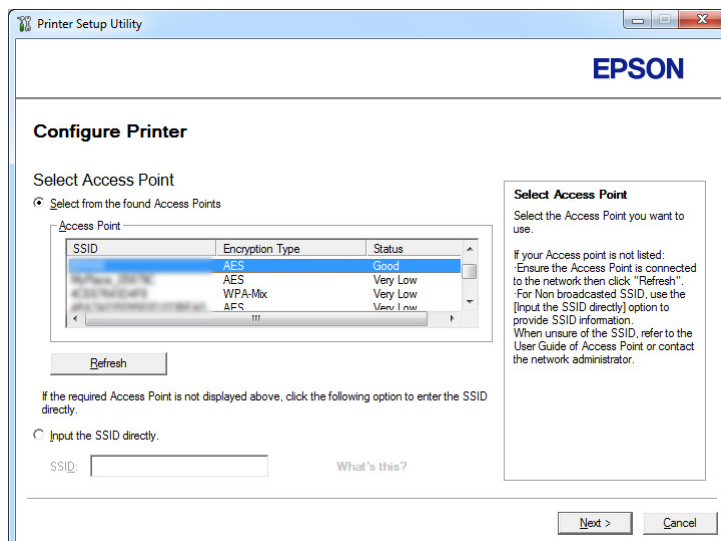 Printer Setup Utility
EPSON
Configure Printer
Select Access Point
Select from the found Access Points
Access Point
SSID Encryption Type Status
AES Good
AES Very Low
WPA-Mix Very Low
AES Very Low
Refresh
If the required Access Point is not displayed above, click the following option to enter the SSID
directly.
Input the SSID directly.
SSID:
What's this?
Select Access Point
Select the Access Point you want to
use.
If your Access point is not listed:
·Ensure the Access Point is connected
to the network then click "Refresh".
·For Non broadcasted SSID, use the
[Input the SSID directly] option to
provide SSID information.
When unsure of the SSID, refer to the
User Guide of Access Point or contact
the network administrator.
Next >
Cancel